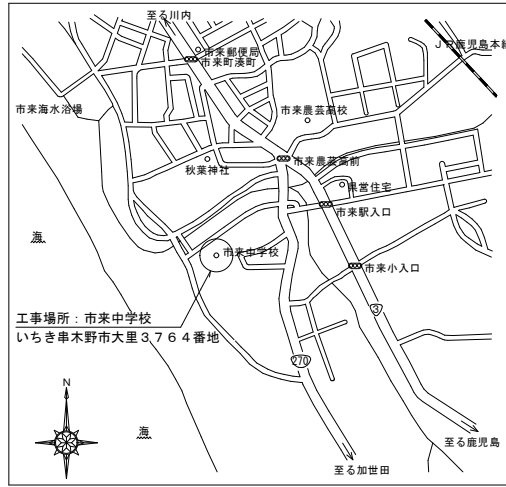 至る川内
市来郵便局
市来町湊町
ＪＲ鹿児島本線
市来海水浴場
市来農芸高校
市来農芸高前
秋葉神社
県営住宅
市来駅入口
海
市来中学校
市来小入口
工事場所：市来中学校
いちき串木野市大里３７６４番地
3
270
N
海
至る鹿児島
至る加世田